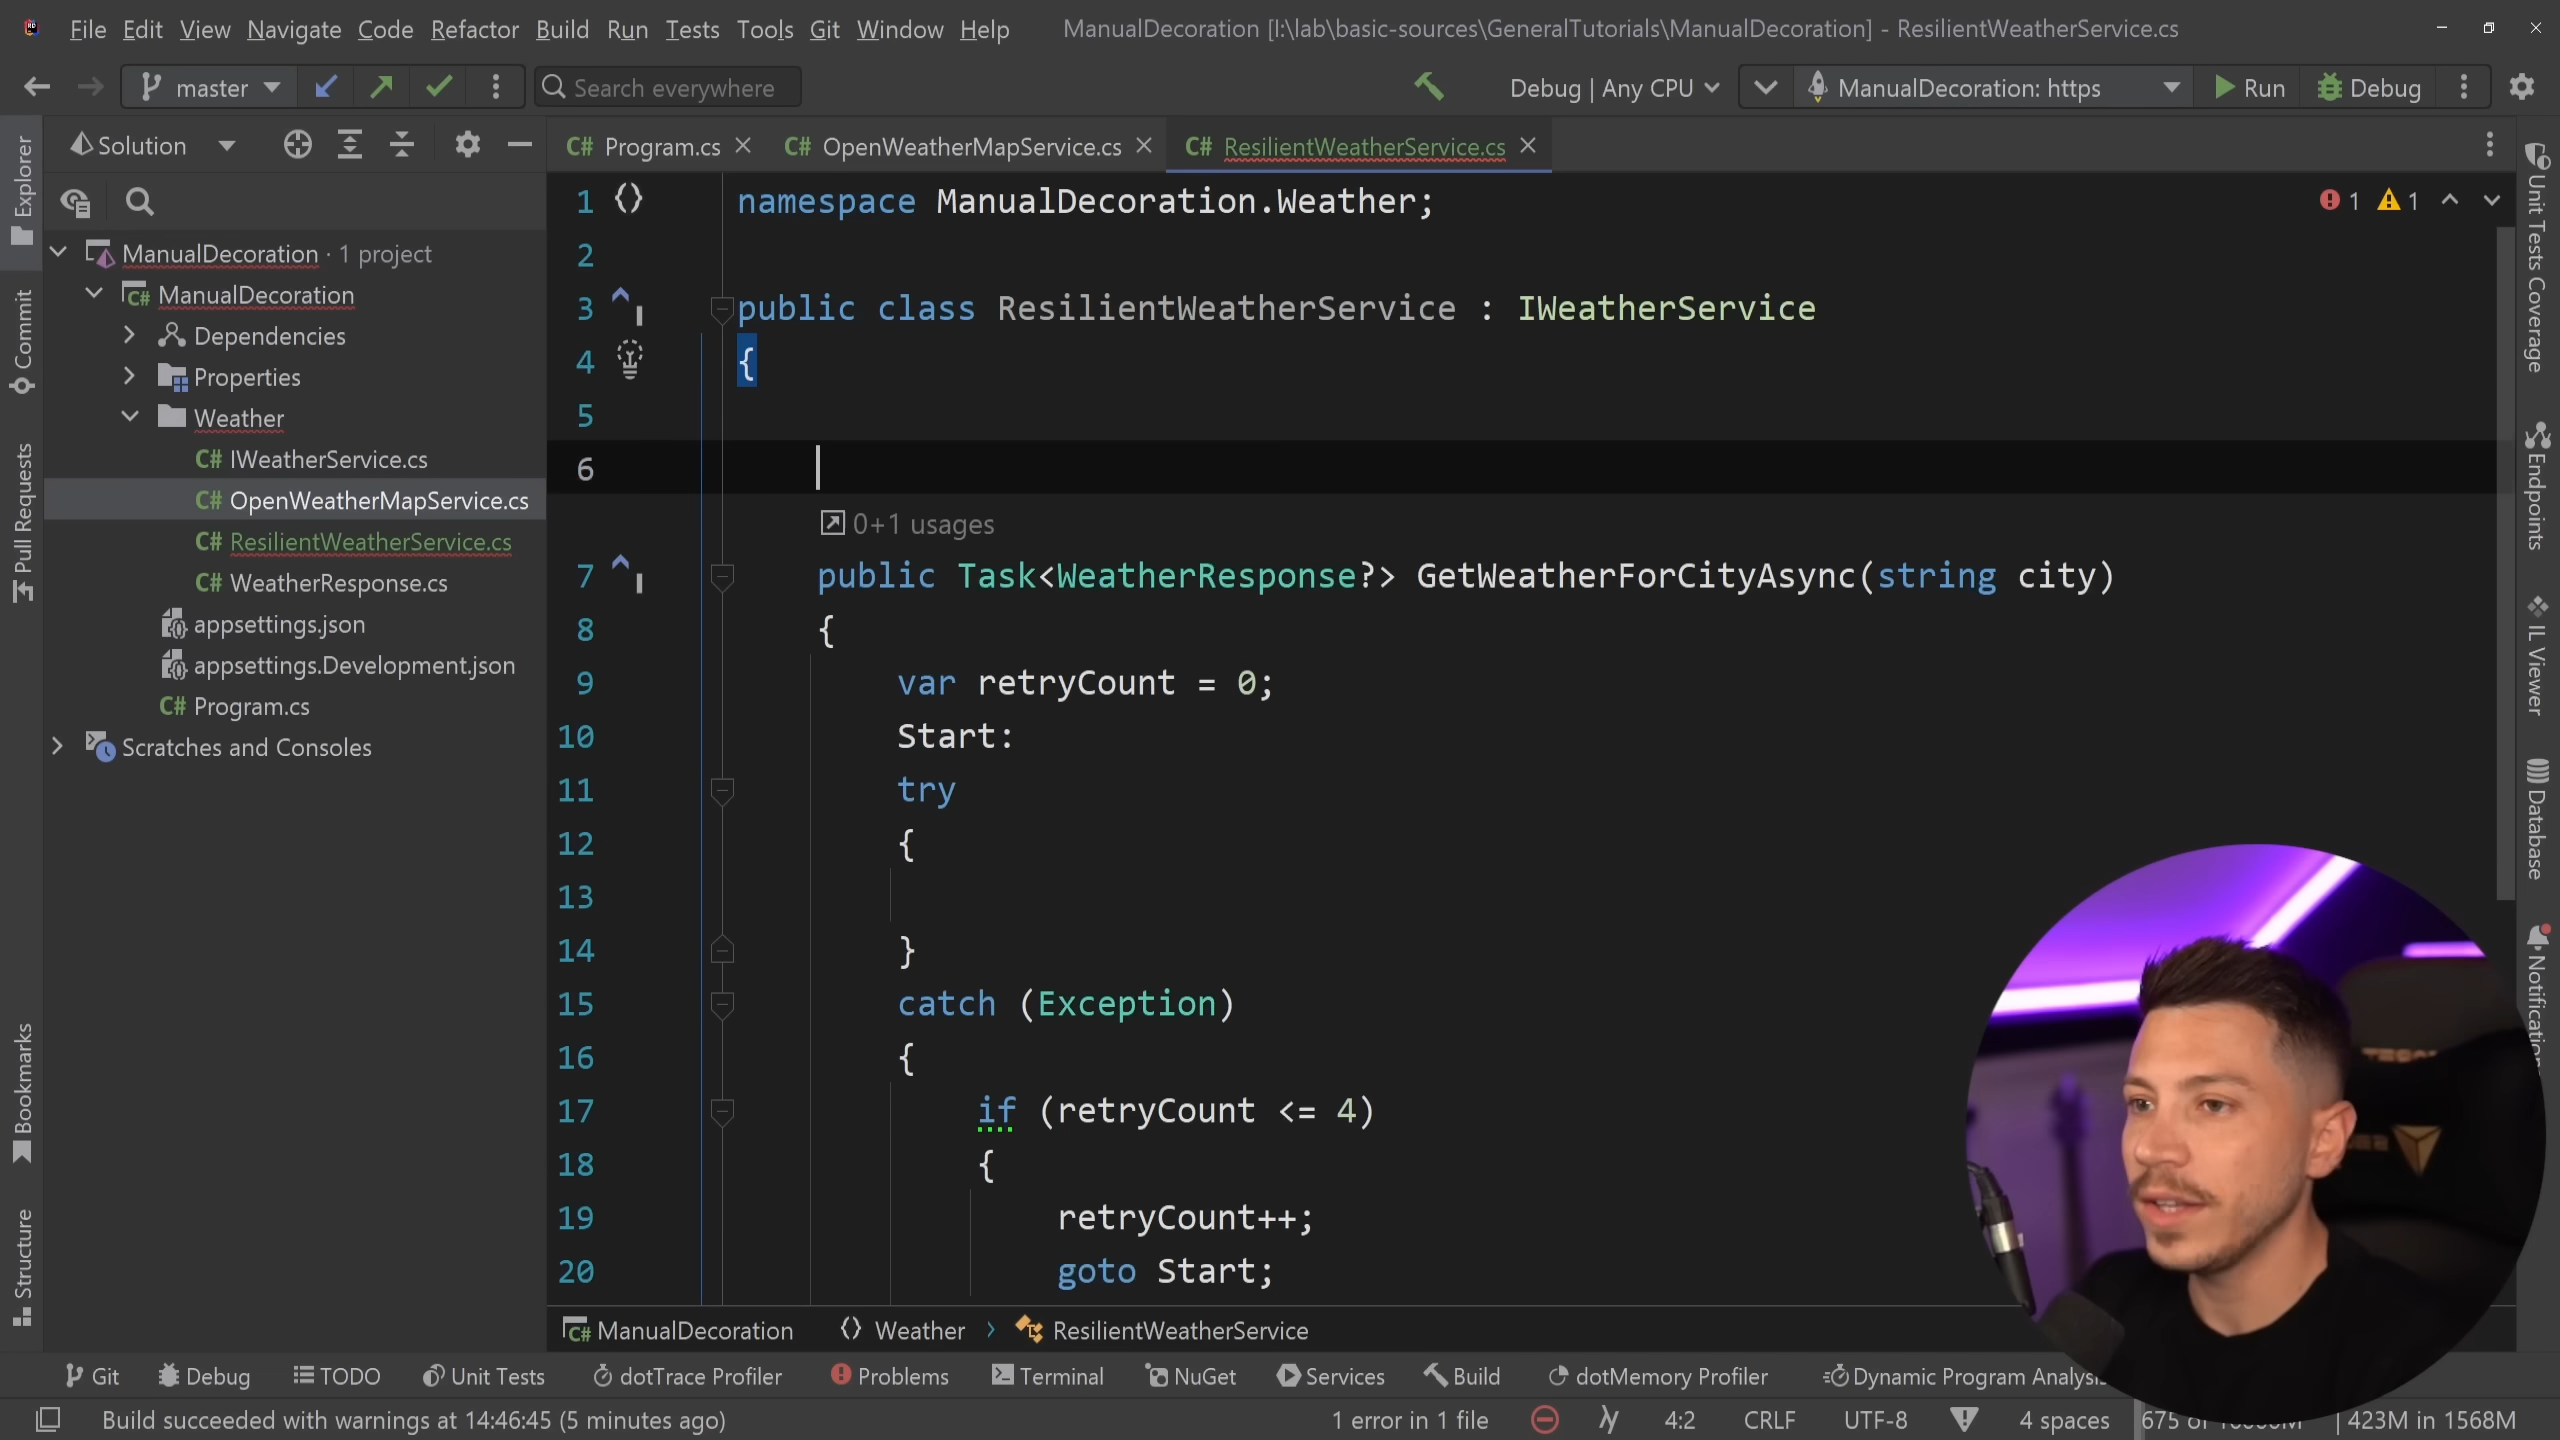 File Edit View Navigate Code Refactor Build Run Tests Tools Git Window Help ManualDecoration [I:\lab\basic-sources\GeneralTutorials\ManualDecoration] - ResilientWeatherService.cs
master Search everywhere Debug | Any CPU ManualDecoration: https Run Debug
Solution
Program.cs OpenWeatherMapService.cs ResilientWeatherService.cs
Explorer
Commit
Pull Requests
Bookmarks
Structure
ManualDecoration · 1 project
ManualDecoration
Dependencies
Properties
Weather
C# IWeatherService.cs
C# OpenWeatherMapService.cs
C# ResilientWeatherService.cs
C# WeatherResponse.cs
appsettings.json
appsettings.Development.json
C# Program.cs
Scratches and Consoles
1 namespace ManualDecoration.Weather;
2
3 public class ResilientWeatherService : IWeatherService
4 {
5
6
0+1 usages
7 public Task<WeatherResponse?> GetWeatherForCityAsync(string city)
8 {
9 var retryCount = 0;
10 Start:
11 try
12 {
13
14 }
15 catch (Exception)
16 {
17 if (retryCount <= 4)
18 {
19 retryCount++;
20 goto Start;
1 1
Unit Tests Coverage
Endpoints
IL Viewer
Database
Notifications
ManualDecoration Weather ResilientWeatherService
Git Debug TODO Unit Tests dotTrace Profiler Problems Terminal NuGet Services Build dotMemory Profiler Dynamic Program Analysis
Build succeeded with warnings at 14:46:45 (5 minutes ago) 1 error in 1 file 4:2 CRLF UTF-8 4 spaces 423M in 1568M